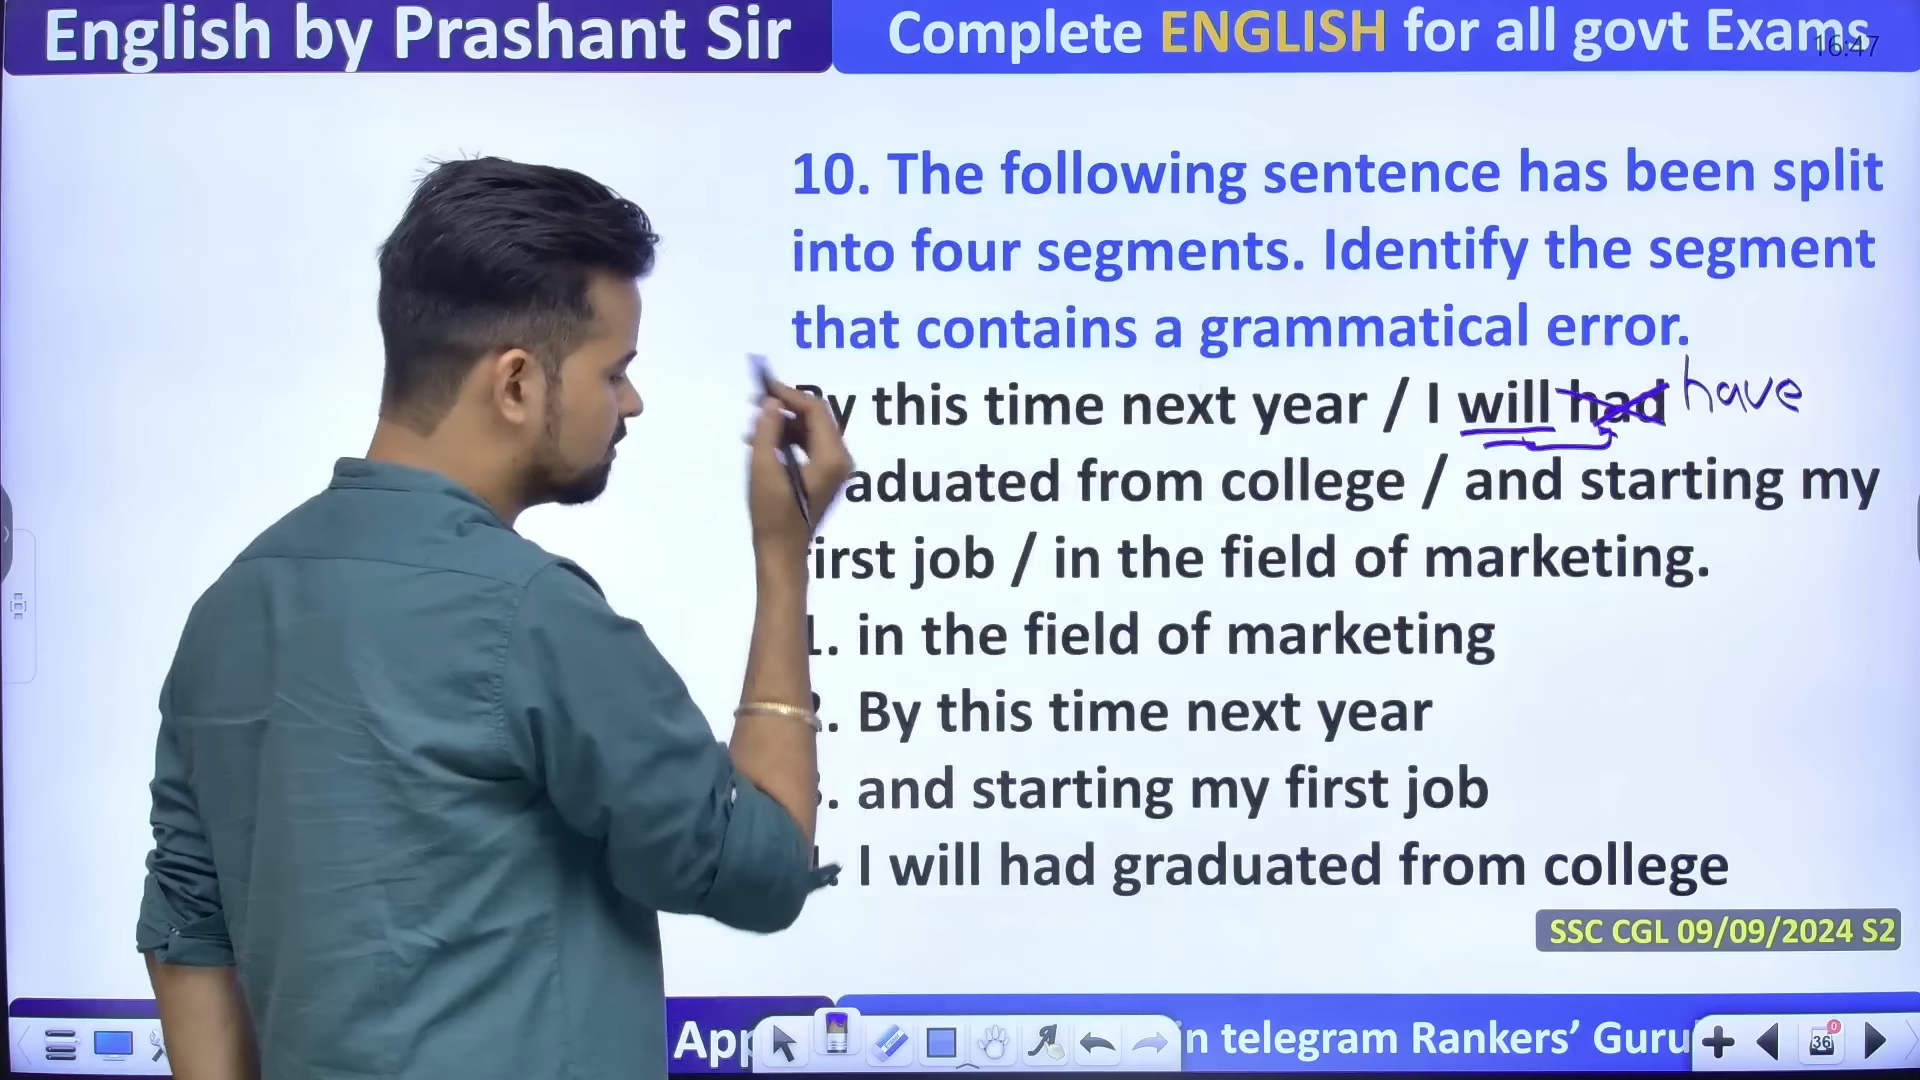 English by Prashant Sir
Complete ENGLISH for all govt Exams
16:47
10. The following sentence has been split
into four segments. Identify the segment
that contains a grammatical error.
this time next year / I will had have
from college / and starting my
job / in the field of marketing.
in the field of marketing
By this time next year
and starting my first job
I will had graduated from college
SSC CGL 09/09/2024 S2
telegram Rankers’ Guru
36
0